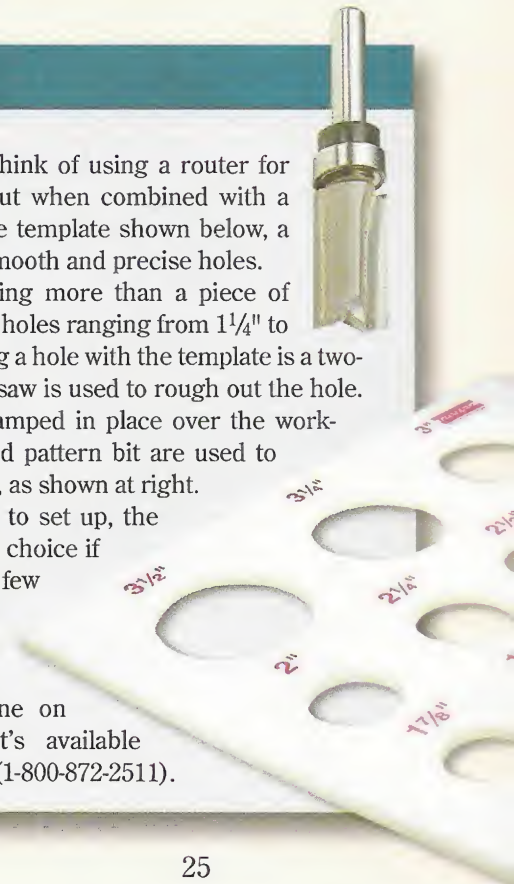 hink of using a router for
ut when combined with a
e template shown below, a
mooth and precise holes.
ing more than a piece of
holes ranging from 1¼" to
g a hole with the template is a two-
saw is used to rough out the hole.
amped in place over the work-
d pattern bit are used to
, as shown at right.
to set up, the
choice if
few
ne on
t's available
(1-800-872-2511).
3"
3¼"
2½"
3½"
2¼"
2"
1⅞"
25